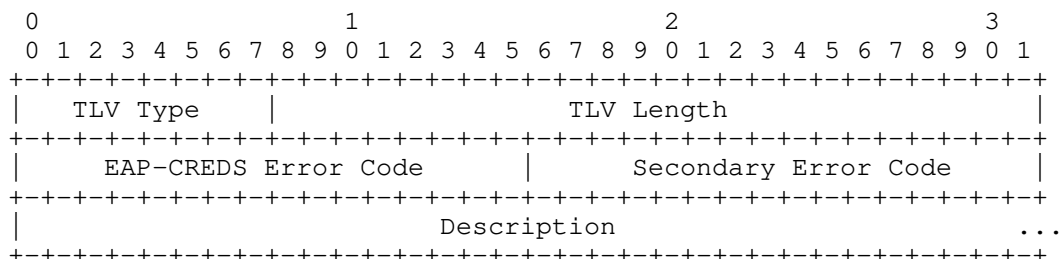 0                   1                   2                   3
 0 1 2 3 4 5 6 7 8 9 0 1 2 3 4 5 6 7 8 9 0 1 2 3 4 5 6 7 8 9 0 1
+-+-+-+-+-+-+-+-+-+-+-+-+-+-+-+-+-+-+-+-+-+-+-+-+-+-+-+-+-+-+-+-+
|   TLV Type    |                  TLV Length                   |
+-+-+-+-+-+-+-+-+-+-+-+-+-+-+-+-+-+-+-+-+-+-+-+-+-+-+-+-+-+-+-+-+
|     EAP-CREDS Error Code      |      Secondary Error Code     |
+-+-+-+-+-+-+-+-+-+-+-+-+-+-+-+-+-+-+-+-+-+-+-+-+-+-+-+-+-+-+-+-+
|                          Description                         ...
+-+-+-+-+-+-+-+-+-+-+-+-+-+-+-+-+-+-+-+-+-+-+-+-+-+-+-+-+-+-+-+-+